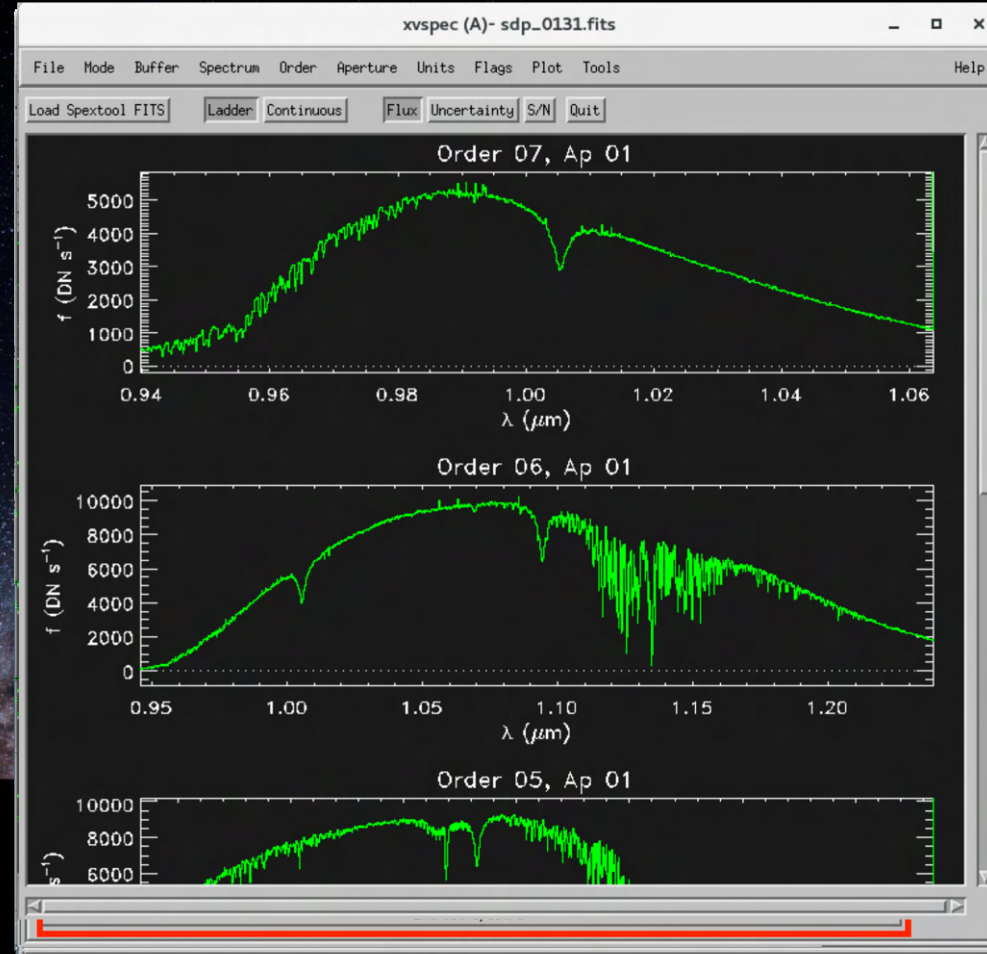 xvspec (A)- sdp_0131.fits
File Mode Buffer Spectrum Order Aperture Units Flags Plot Tools Help
Load Spextool FITS Ladder Continuous Flux Uncertainty S/N Quit
Order 07, Ap 01
f (DN s⁻¹)
5000
4000
3000
2000
1000
0
0.94 0.96 0.98 1.00 1.02 1.04 1.06
λ (μm)
Order 06, Ap 01
f (DN s⁻¹)
10000
8000
6000
4000
2000
0
0.95 1.00 1.05 1.10 1.15 1.20
λ (μm)
Order 05, Ap 01
s⁻¹)
10000
8000
6000